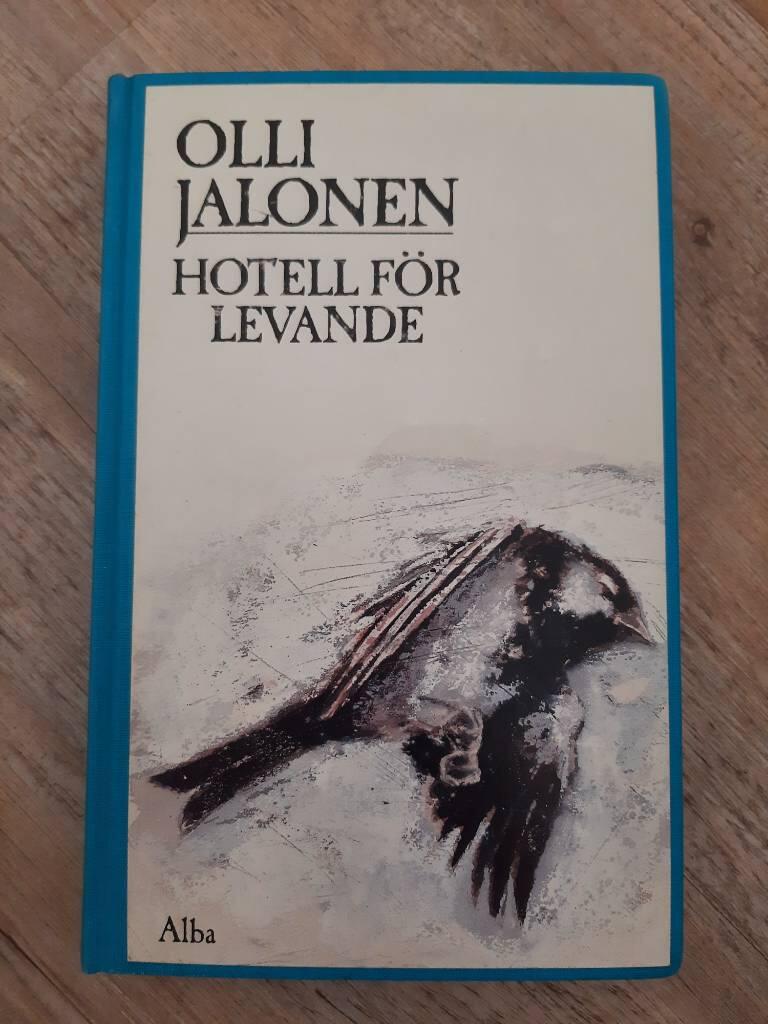 OLLI
JALONEN
HOTELL FÖR
LEVANDE
Alba